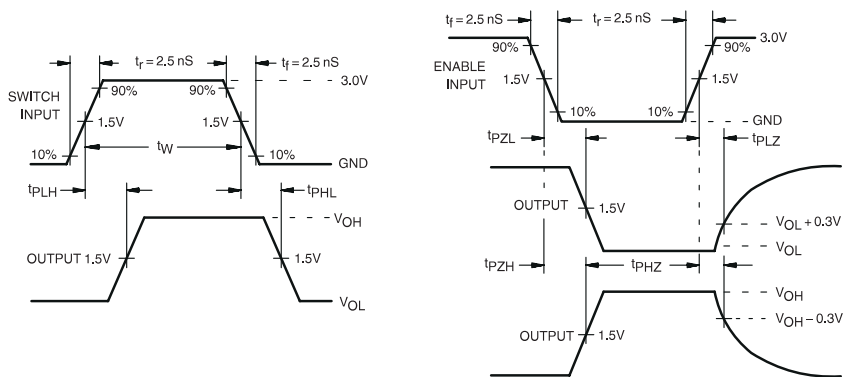 tr = 2.5 nS
tf = 2.5 nS
3.0V
SWITCH
INPUT
90%
90%
1.5V
1.5V
tW
10%
10%
GND
tPLH
tPHL
VOH
OUTPUT 1.5V
1.5V
VOL
tf = 2.5 nS
tr = 2.5 nS
90%
90%
3.0V
ENABLE
INPUT
1.5V
1.5V
10%
10%
GND
tPZL
tPLZ
OUTPUT
1.5V
VOL + 0.3V
VOL
tPZH
tPHZ
VOH
VOH – 0.3V
OUTPUT
1.5V